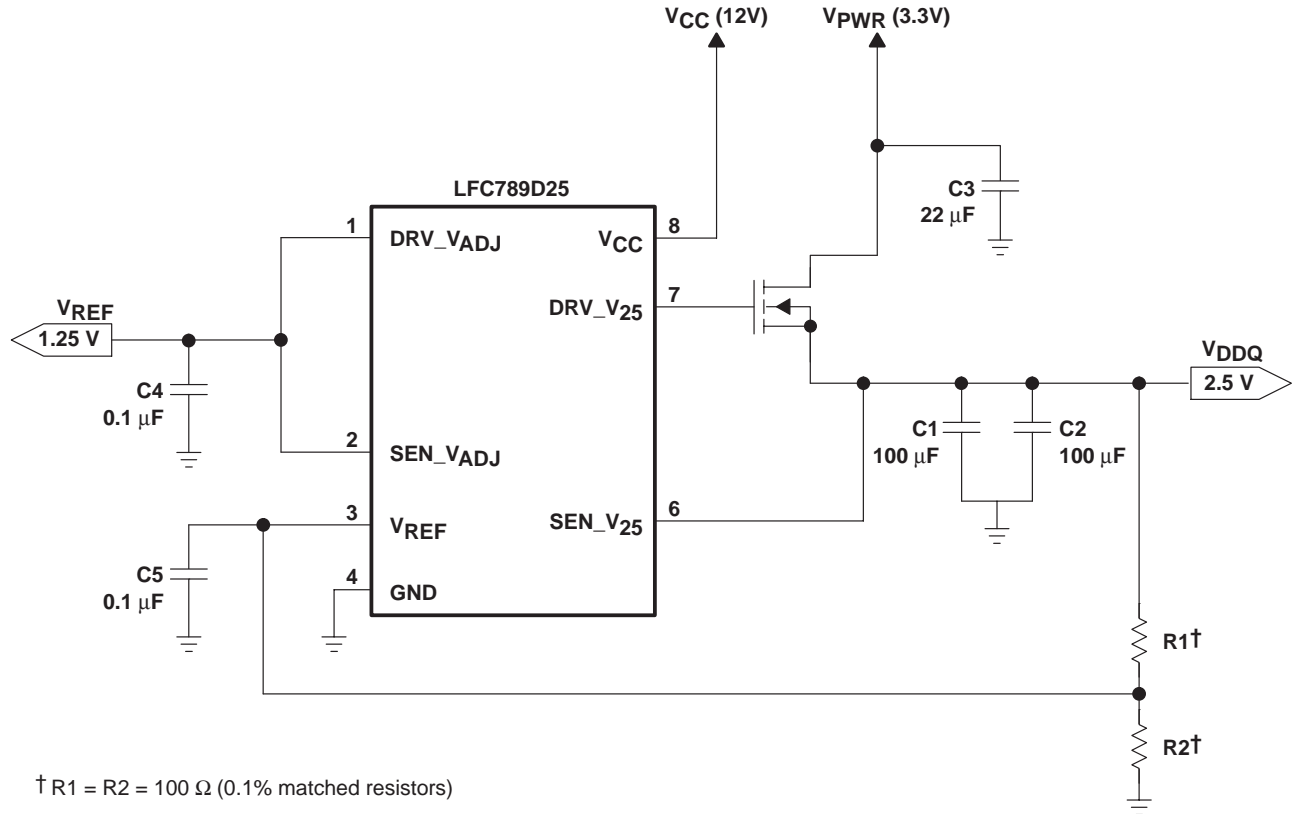 VCC (12V)
VPWR (3.3V)
LFC789D25
C3
22 μF
1
DRV_VADJ
VCC
8
VREF
1.25 V
DRV_V25
7
C4
0.1 μF
VDDQ
2.5 V
C1
100 μF
C2
100 μF
2
SEN_VADJ
3
VREF
SEN_V25
6
C5
0.1 μF
4
GND
R1†
R2†
† R1 = R2 = 100 Ω (0.1% matched resistors)